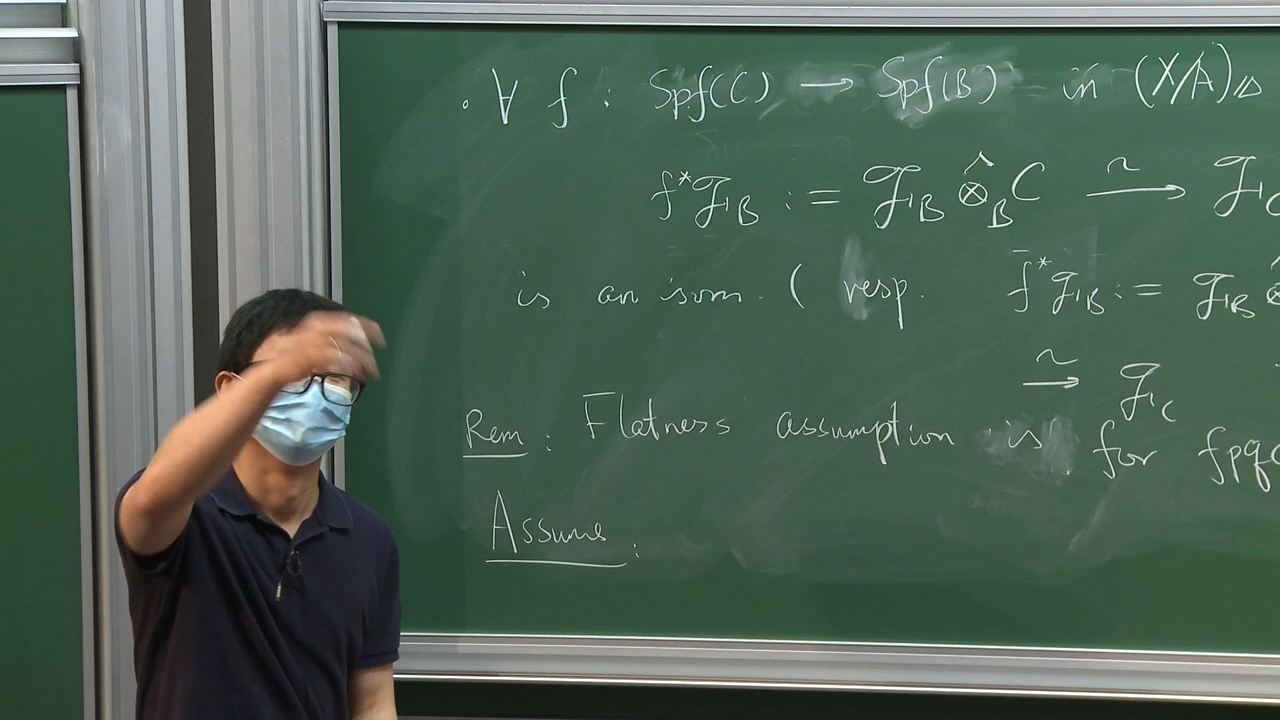 · ∀ f : Spf(C) → Spf(B) in (X/A)_Δ
f^*ℱ_B := ℱ_B ⊗̂_B C →^~ ℱ_C
is an isom. ( resp. f̄^*ℱ_B := ℱ_B ⊗̂
→^~ ℱ_C
Rem : Flatness assumption is for fpqc
Assume :